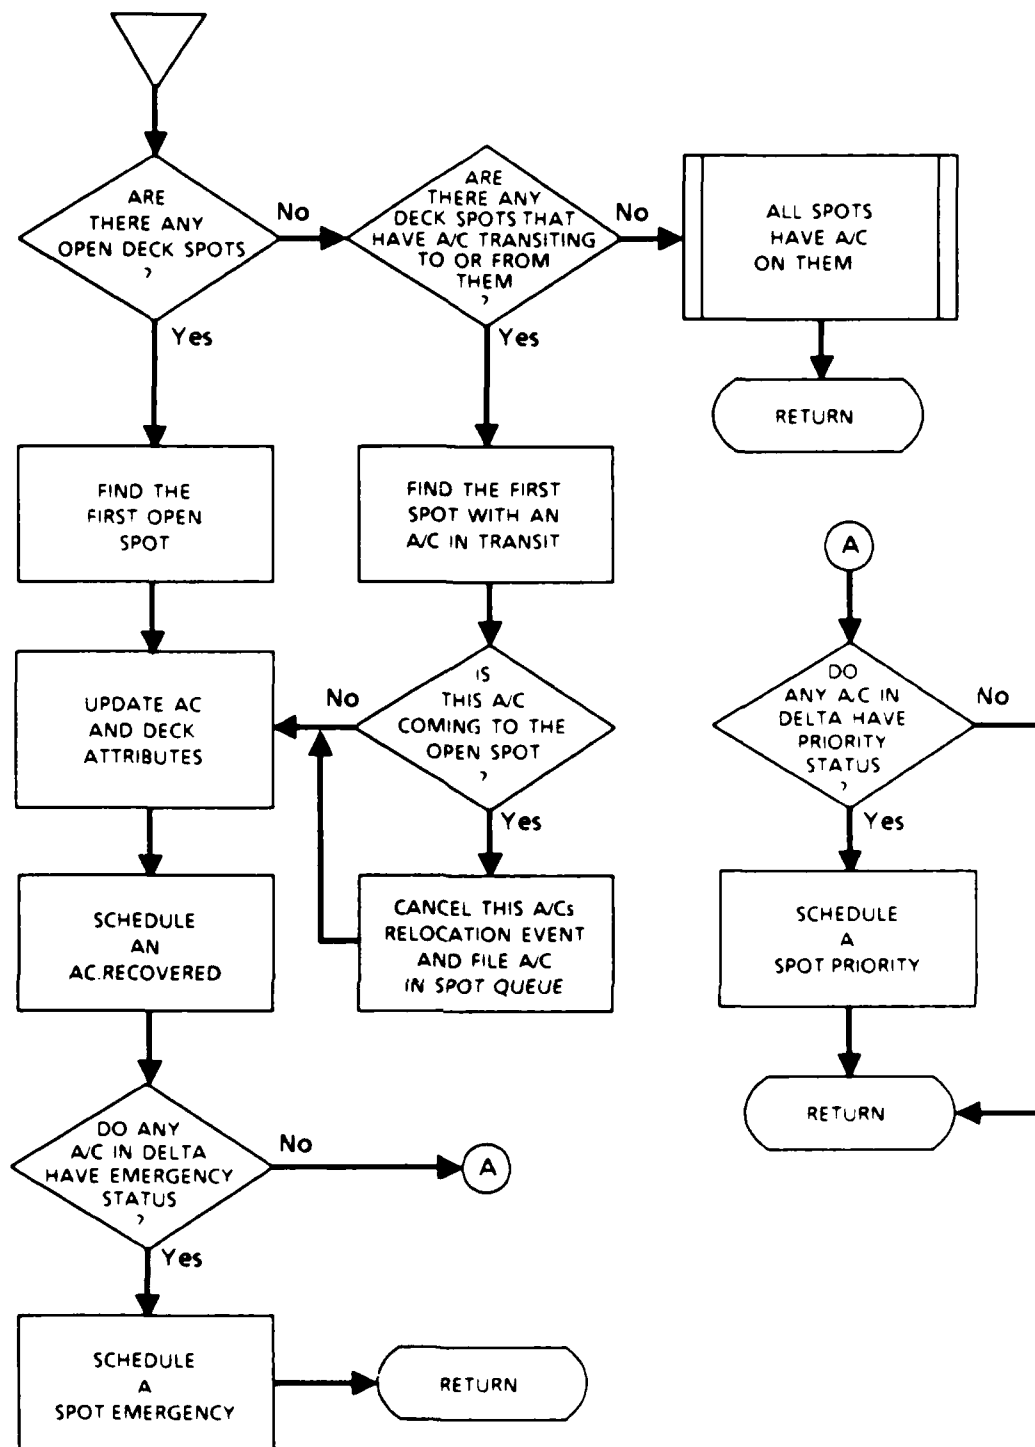 ARE
THERE ANY
OPEN DECK SPOTS
?
No
Yes
ARE
THERE ANY
DECK SPOTS THAT
HAVE A/C TRANSITING
TO OR FROM
THEM
?
No
Yes
ALL SPOTS
HAVE A/C
ON THEM
RETURN
FIND THE
FIRST OPEN
SPOT
FIND THE FIRST
SPOT WITH AN
A/C IN TRANSIT
UPDATE AC
AND DECK
ATTRIBUTES
No
IS
THIS A/C
COMING TO THE
OPEN SPOT
?
Yes
CANCEL THIS A/Cs
RELOCATION EVENT
AND FILE A/C
IN SPOT QUEUE
SCHEDULE
AN
AC.RECOVERED
DO ANY
A/C IN DELTA
HAVE EMERGENCY
STATUS
?
No
A
Yes
SCHEDULE
A
SPOT EMERGENCY
RETURN
A
DO
ANY A/C IN
DELTA HAVE
PRIORITY
STATUS
?
No
Yes
SCHEDULE
A
SPOT PRIORITY
RETURN